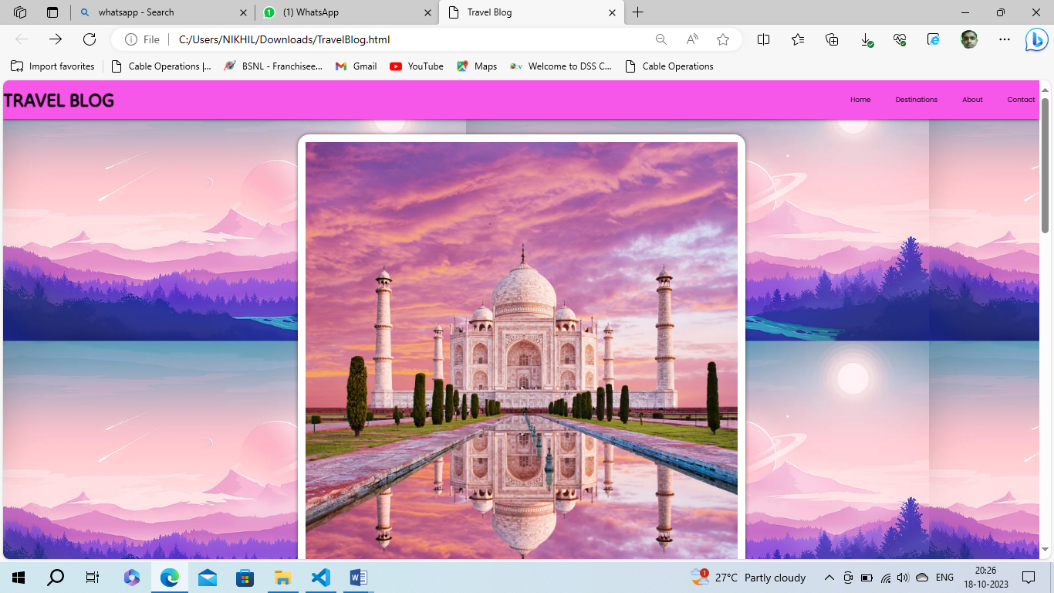 whatsapp - Search
(1) WhatsApp
Travel Blog
File
C:/Users/NIKHIL/Downloads/TravelBlog.html
Import favorites
Cable Operations |...
BSNL - Franchisee...
Gmail
YouTube
Maps
Welcome to DSS C...
Cable Operations
TRAVEL BLOG
Home
Destinations
About
Contact
1
27°C Partly cloudy
ENG
20:26
18-10-2023